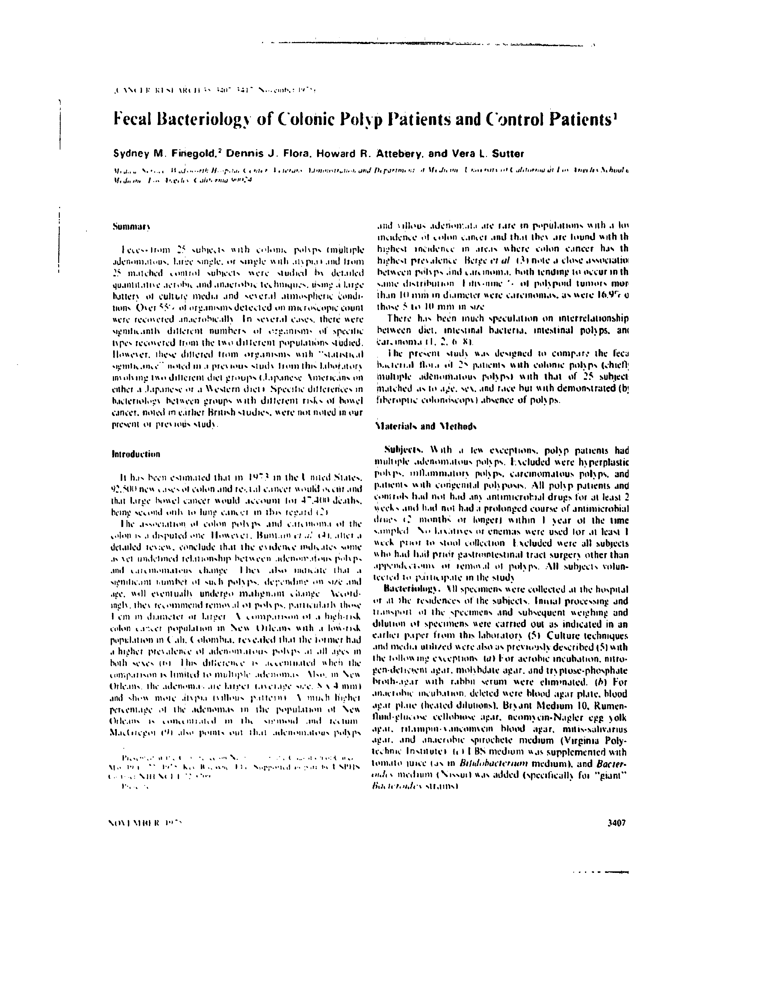 [CANCER RESEARCH 35, 3407-3417, November 1975]
Fecal Bacteriology of Colonic Polyp Patients and Control Patients¹
Sydney M. Finegold,² Dennis J. Flora, Howard R. Attebery, and Vera L. Sutter
Medical Service, Wadsworth Hospital Center, Veterans Administration and Department of Medicine, University of California at Los Angeles School o
Medicine, Los Angeles, California 90024
Summary
Feces from 25 subjects with colonic polyps (multiple
adenomatous, large single, or single with atypia) and from
25 matched control subjects were studied by detailed
quantitative aerobic and anaerobic techniques, using a large
battery of culture media and several atmospheric condi-
tions. Over 55% of organisms detected on microscopic count
were recovered anaerobically. In several cases, there were
significantly different numbers of organisms of specific
types recovered from the two different populations studied.
However, these differed from organisms with "statistical
significance" noted in a previous study from this laboratory
involving two different diet groups (Japanese Americans on
either a Japanese or a Western diet). Specific differences in
bacteriology between groups with different risks of bowel
cancer, noted in earlier British studies, were not noted in our
present or previous study.
Introduction
It has been estimated that in 1973 in the United States,
92,500 new cases of colon and rectal cancer would occur and
that large bowel cancer would account for 47,400 deaths,
being second only to lung cancer in this regard (2).
The association of colon polyps and carcinoma of the
colon is a disputed one. However, Buntain et al. (4), after a
detailed review, conclude that the evidence indicates some
as yet undefined relationship between adenomatous polyps
and carcinomatous change. They also indicate that a
significant number of such polyps, depending on size and
age, will eventually undergo malignant change. Accord-
ingly, they recommend removal of polyps, particularly those
1 cm in diameter or larger. A comparison of a high-risk
colon cancer population in New Orleans with a low-risk
population in Cali, Colombia, revealed that the former had
a higher prevalence of adenomatous polyps at all ages in
both sexes (6). This difference is accentuated when the
comparison is limited to multiple adenomas. Also, in New
Orleans, the adenomas are larger (average size, 8 x 4 mm)
and show more atypia (villous pattern). A much higher
percentage of the adenomas in the population of New
Orleans is concentrated in the sigmoid and rectum.
MacGregor (9) also points out that adenomatous polyps
and villous adenomata are rare in populations with a low
incidence of colon cancer and that they are found with th
highest incidence in areas where colon cancer has th
highest prevalence. Berge et al. (3) note a close associatio
between polyps and carcinoma, both tending to occur in th
same distribution. Fifty-nine % of polypoid tumors mor
than 10 mm in diameter were carcinomas, as were 16.9% o
those 5 to 10 mm in size.
There has been much speculation on interrelationship
between diet, intestinal bacteria, intestinal polyps, and
carcinoma (1, 2, 6-8).
The present study was designed to compare the feca
bacterial flora of 25 patients with colonic polyps (chiefly
multiple adenomatous polyps) with that of 25 subject
matched as to age, sex, and race but with demonstrated (by
fiberoptic colonoscopy) absence of polyps.
Materials and Methods
Subjects. With a few exceptions, polyp patients had
multiple adenomatous polyps. Excluded were hyperplastic
polyps, inflammatory polyps, carcinomatous polyps, and
patients with congenital polyposis. All polyp patients and
controls had not had any antimicrobial drugs for at least 2
weeks and had not had a prolonged course of antimicrobial
drugs (2 months or longer) within 1 year of the time
sampled. No laxatives or enemas were used for at least 1
week prior to stool collection. Excluded were all subjects
who had had prior gastrointestinal tract surgery other than
appendectomy or removal of polyps. All subjects volun-
teered to participate in the study.
Bacteriology. All specimens were collected at the hospital
or at the residences of the subjects. Initial processing and
transport of the specimens and subsequent weighing and
dilution of specimens were carried out as indicated in an
earlier paper from this laboratory (5). Culture techniques
and media utilized were also as previously described (5) with
the following exceptions. (a) For aerobic incubation, nitro-
gen-deficient agar, molybdate agar, and tryptose-phosphate
broth-agar with rabbit serum were eliminated. (b) For
anaerobic incubation, deleted were blood agar plate, blood
agar plate (heated dilutions), Bryant Medium 10, Rumen-
fluid-glucose cellobiose agar, neomycin-Nagler egg yolk
agar, rifampin-vancomycin blood agar, mitis-salivarius
agar, and anaerobic spirochete medium (Virginia Poly-
technic Institute). (c) LBS medium was supplemented with
tomato juice (as in Bifidobacterium medium), and Bacter-
oides medium (Nissui) was added (specifically for "giant"
Bacteroides strains).
NOVEMBER 1975
3407